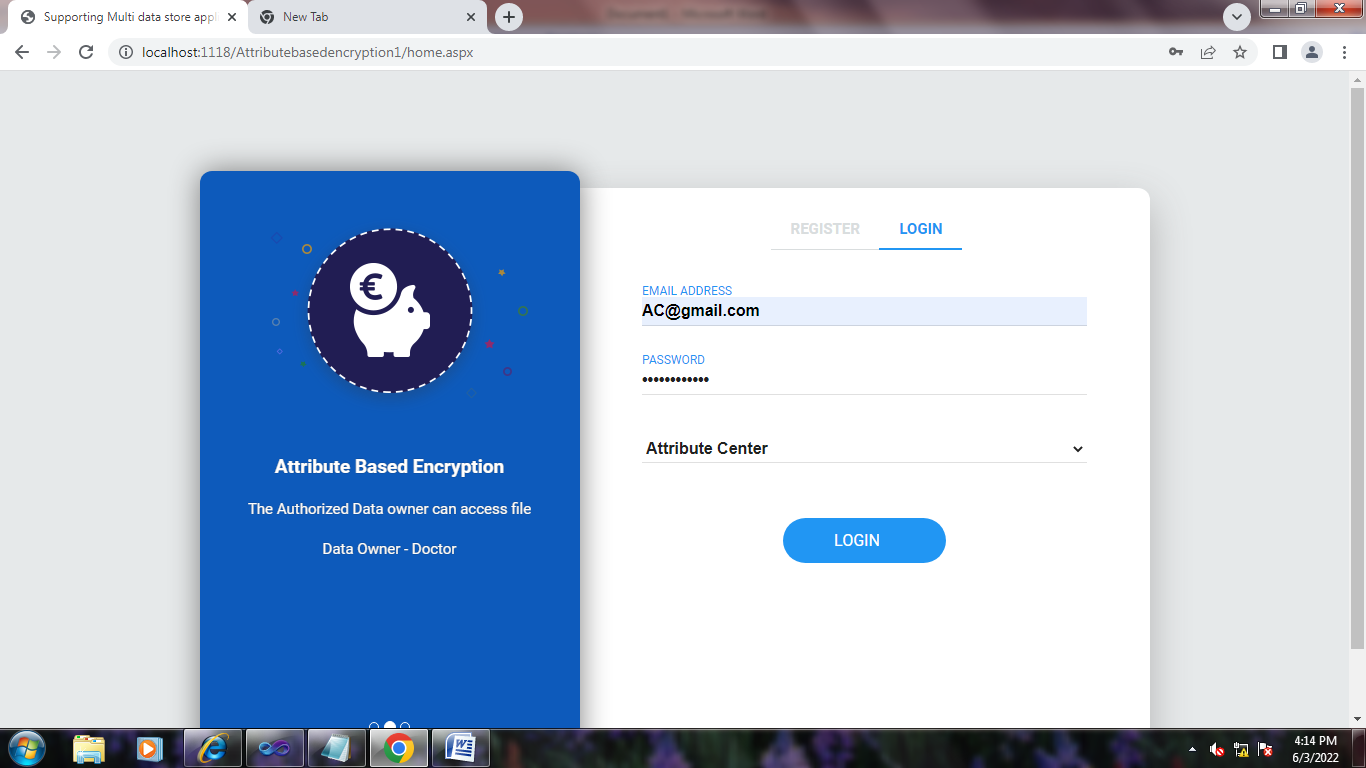 Supporting Multi data store appl
New Tab
localhost:1118/Attributebasedencryption1/home.aspx
REGISTER LOGIN
EMAIL ADDRESS
AC@gmail.com
PASSWORD
••••••••••••
Attribute Center
LOGIN
€
Attribute Based Encryption
The Authorized Data owner can access file
Data Owner - Doctor
4:14 PM
6/3/2022